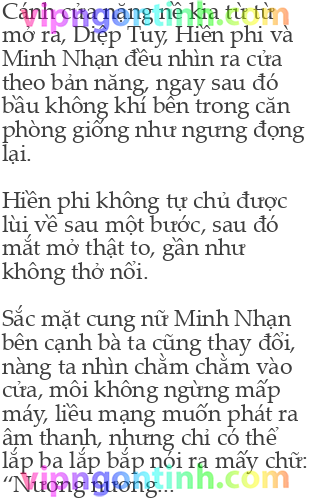 Cánh cửa nặng nề kia từ từ
mở ra, Diệp Tuy, Hiền phi và
Minh Nhạn đều nhìn ra cửa
theo bản năng, ngay sau đó
bầu không khí bên trong căn
phòng giống như ngưng đọng
lại.
Hiền phi không tự chủ được
lùi về sau một bước, sau đó
mắt mở thật to, gần như
không thở nổi.
Sắc mặt cung nữ Minh Nhạn
bên cạnh bà ta cũng thay đổi,
nàng ta nhìn chằm chằm vào
cửa, môi không ngừng mấp
máy, liều mạng muốn phát ra
âm thanh, nhưng chỉ có thể
lắp ba lắp bắp nói ra mấy chữ:
“Nương nương...
vipngontinh.com
vipngontinh.com